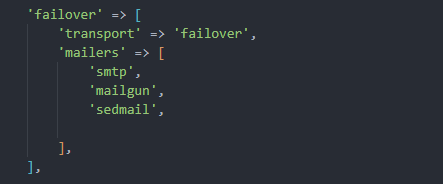 'failover' => [
'transport' => 'failover',
'mailers' => [
'smtp',
'mailgun',
'sedmail',
],
],